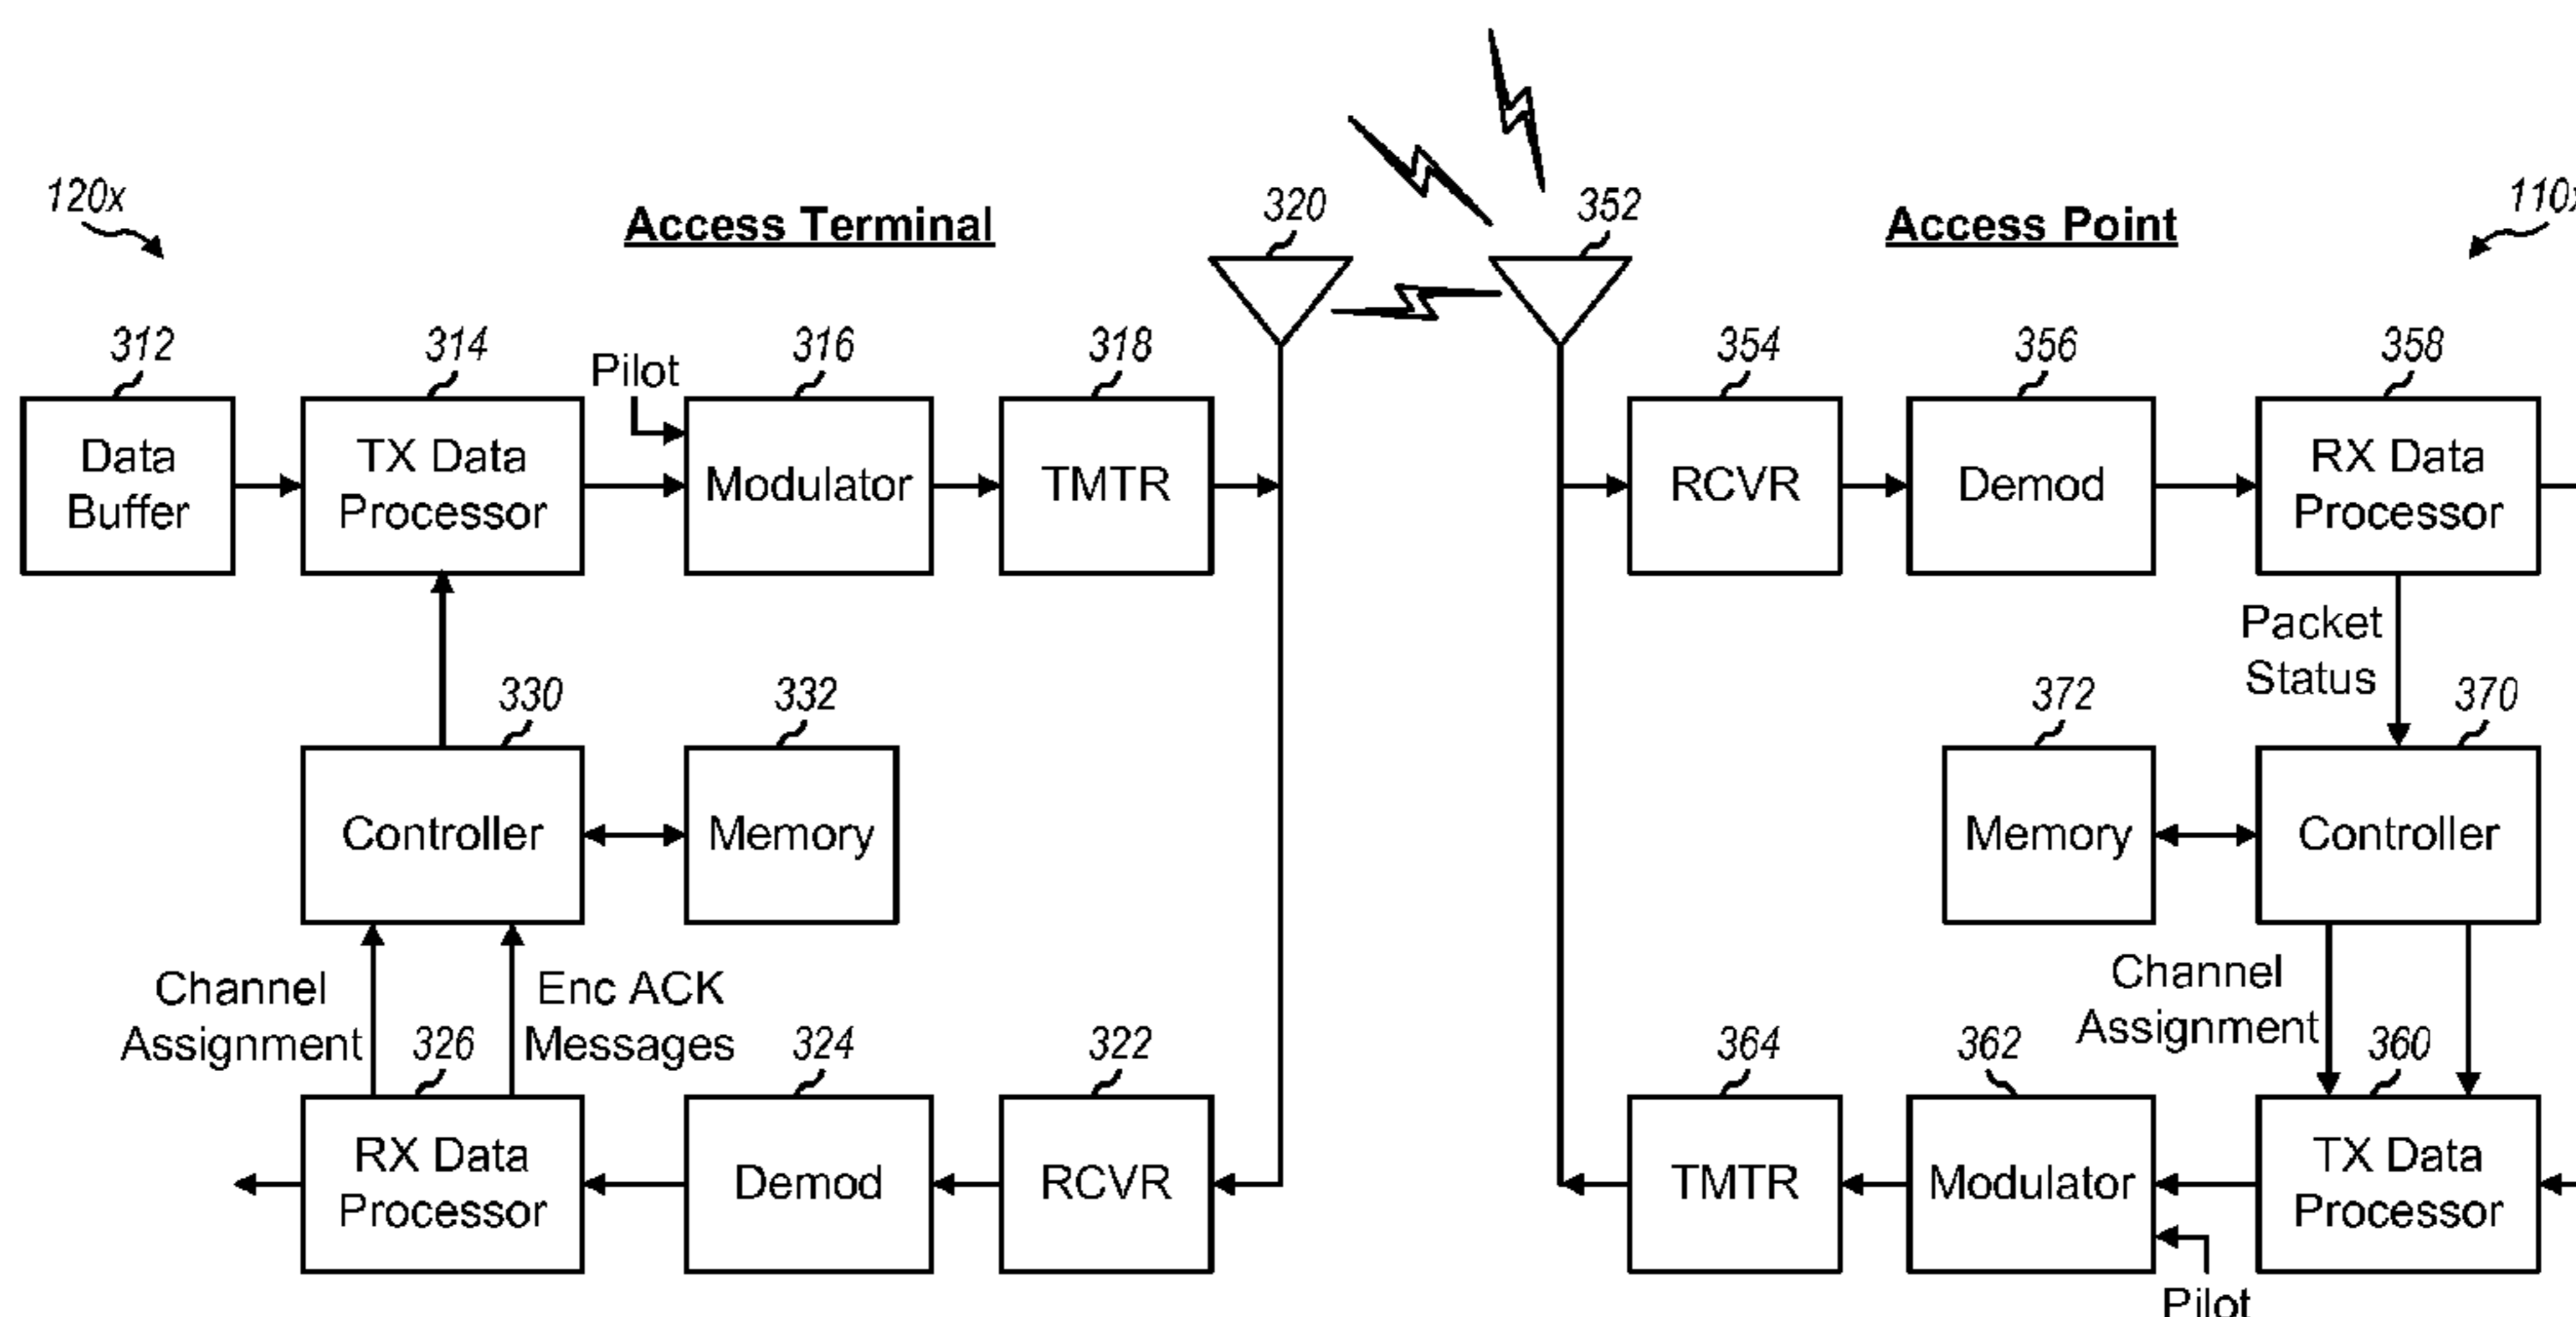 120x
Access Terminal
320
352
Access Point
110x
312
314
Pilot
316
318
354
356
358
Data
Buffer
TX Data
Processor
Modulator
TMTR
RCVR
Demod
RX Data
Processor
Packet
Status
330
332
372
370
Controller
Memory
Memory
Controller
Channel
Assignment
Enc ACK
Messages
Channel
Assignment
326
324
322
364
362
360
RX Data
Processor
Demod
RCVR
TMTR
Modulator
TX Data
Processor
Pilot